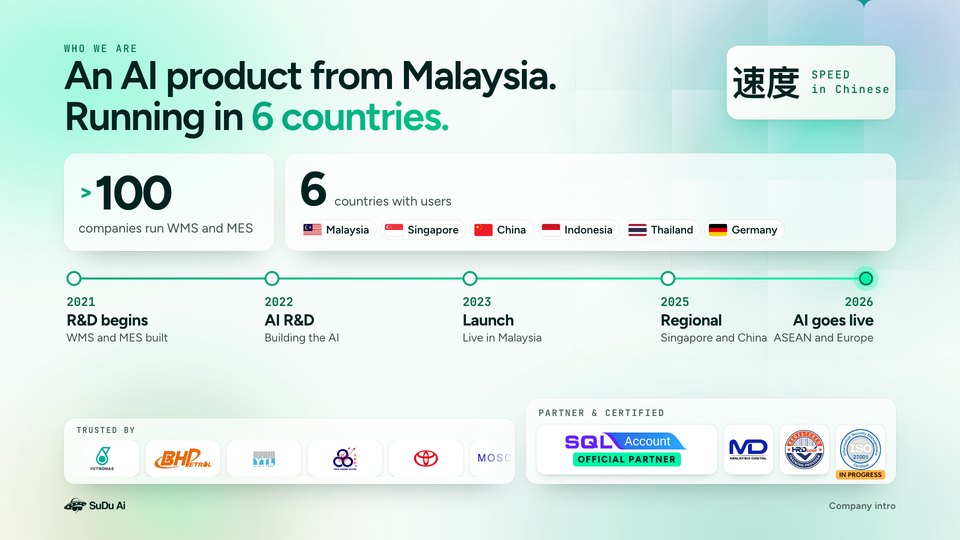 WHO WE ARE
An AI product from Malaysia.
Running in 6 countries.
速度
SPEED
in Chinese
>100
companies run WMS and MES
6 countries with users
Malaysia
Singapore
China
Indonesia
Thailand
Germany
2021
R&D begins
WMS and MES built
2022
AI R&D
Building the AI
2023
Launch
Live in Malaysia
2025
Regional
Singapore and China
2026
AI goes live
ASEAN and Europe
TRUSTED BY
PETRONAS
BHPetrol
YTL
MOSC
PARTNER & CERTIFIED
SQL Account
OFFICIAL PARTNER
MD
MALAYSIA DIGITAL
HRD
ISO
27001
IN PROGRESS
SuDu Ai
Company intro